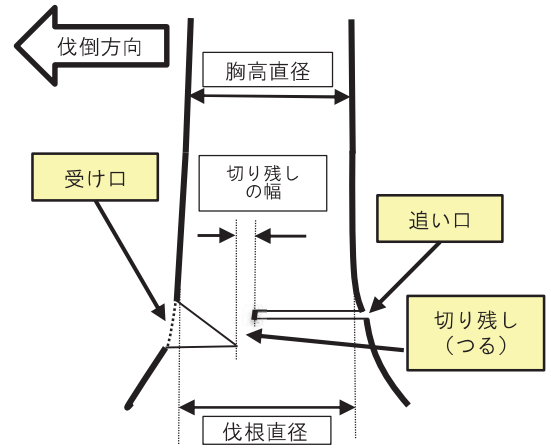 伐倒方向
胸高直径
受け口
切り残し
の幅
追い口
切り残し
（つる）
伐根直径